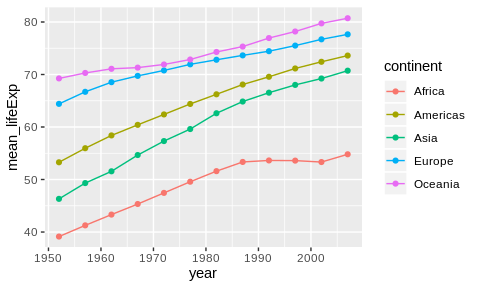 80
70
60
50
40
mean_lifeExp
1950 1960 1970 1980 1990 2000
year
continent
Africa
Americas
Asia
Europe
Oceania